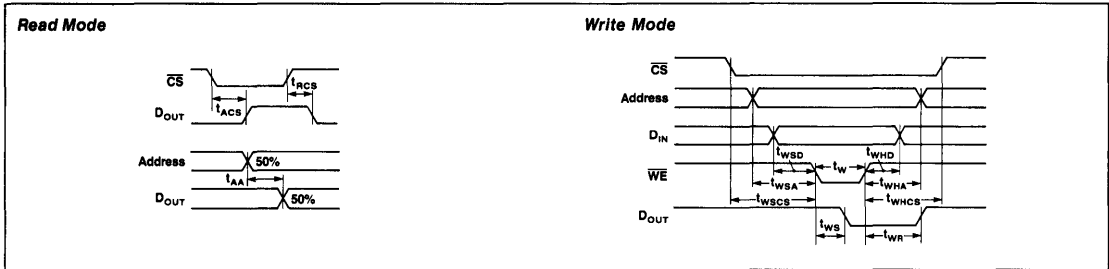 Read Mode
CS
tRCS
tACS
DOUT
Address
50%
tAA
DOUT
50%
Write Mode
CS
Address
DIN
tWSD
tW
tWHD
WE
tWSA
tWHA
tWSCS
tWHCS
DOUT
tWS
tWR